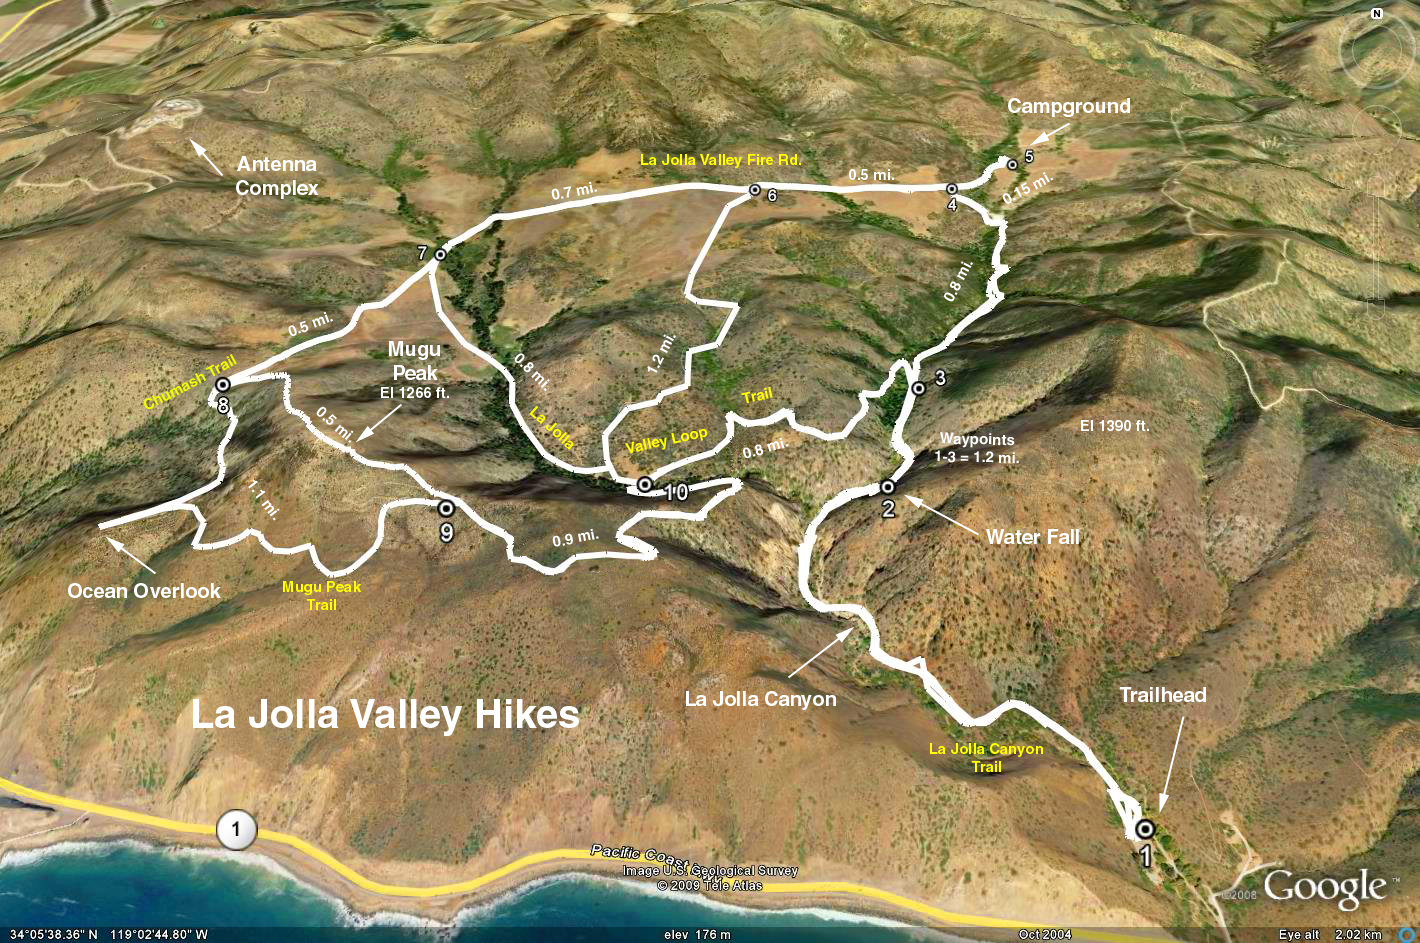 N
Campground
Antenna
Complex
La Jolla Valley Fire Rd.
5
0.5 mi.
0.7 mi.
6
4
0.15 mi.
7
0.8 mi.
0.5 mi.
Mugu
Peak
El 1266 ft.
1.2 mi.
0.8 mi.
Chumash Trail
8
3
Trail
0.5 mi.
La Jolla
Valley Loop
0.8 mi.
El 1390 ft.
Waypoints
1-3 = 1.2 mi.
10
1.1 mi.
2
9
0.9 mi.
Water Fall
Ocean Overlook
Mugu Peak
Trail
La Jolla Canyon
Trailhead
La Jolla Valley Hikes
La Jolla Canyon
Trail
1
1
Pacific Coast
Image U.S. Geological Survey
© 2009 Tele Atlas
©2008 Google™
34°05'38.36" N 119°02'44.80" W
elev 176 m
Oct 2004
Eye alt 2.02 km